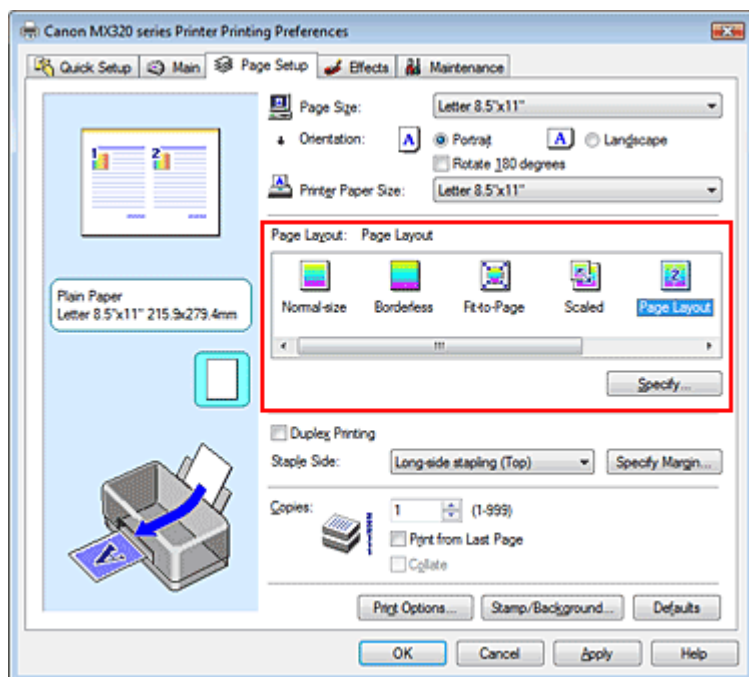 Canon MX320 series Printer Printing Preferences
Quick Setup Main Page Setup Effects Maintenance
1 2
Plain Paper
Letter 8.5"x11" 215.9x279.4mm
Page Size: Letter 8.5"x11"
Orientation: A Portrait A Landscape
Rotate 180 degrees
Printer Paper Size: Letter 8.5"x11"
Page Layout: Page Layout
2
Normal-size Borderless Fit-to-Page Scaled Page Layout
Specify...
Duplex Printing
Staple Side: Long-side stapling (Top) Specify Margin...
Copies: 1 (1-999)
Print from Last Page
Collate
Print Options... Stamp/Background... Defaults
OK Cancel Apply Help